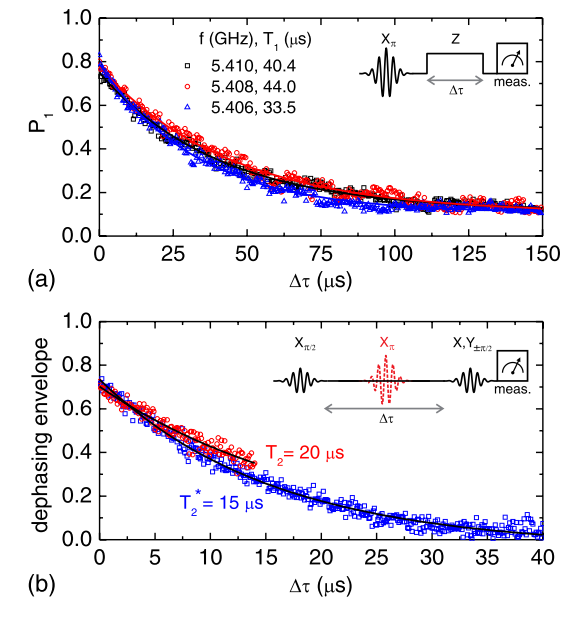 f (GHz), T₁ (μs)
5.410, 40.4
5.408, 44.0
5.406, 33.5
Xπ
Z
Δτ
meas.
P₁
1.0
0.8
0.6
0.4
0.2
0.0
0 25 50 75 100 125 150
(a)
Δτ (μs)
Xπ/2
Xπ
X,Y±π/2
Δτ
meas.
dephasing envelope
1.0
0.8
0.6
0.4
0.2
0.0
T₂= 20 μs
T₂*= 15 μs
0 5 10 15 20 25 30 35 40
(b)
Δτ (μs)